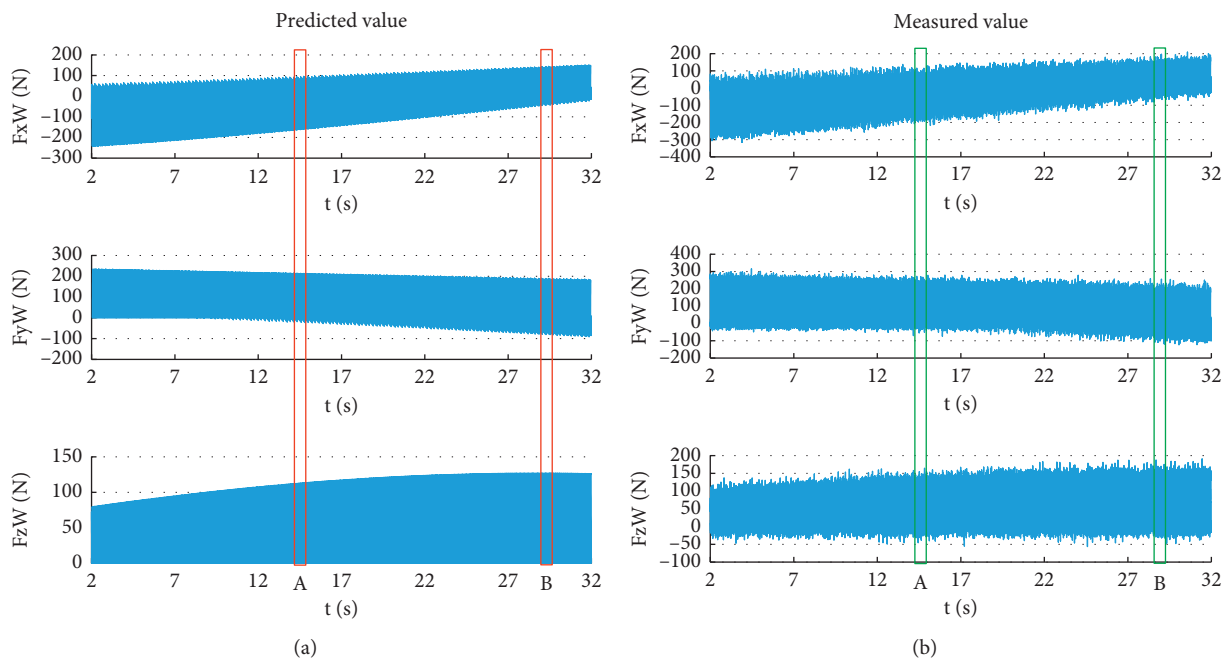 Predicted value
FxW (N)
200
100
0
−100
−200
−300
2 7 12 17 22 27 32
t (s)
FyW (N)
300
200
100
0
−100
−200
2 7 12 17 22 27 32
t (s)
FzW (N)
150
100
50
0
2 7 12 17 22 27 32
A B
t (s)
(a)
Measured value
FxW (N)
200
100
0
−100
−200
−300
−400
2 7 12 17 22 27 32
t (s)
FyW (N)
400
300
200
100
0
−100
−200
2 7 12 17 22 27 32
t (s)
FzW (N)
200
150
100
50
0
−50
−100
2 7 12 17 22 27 32
A B
t (s)
(b)